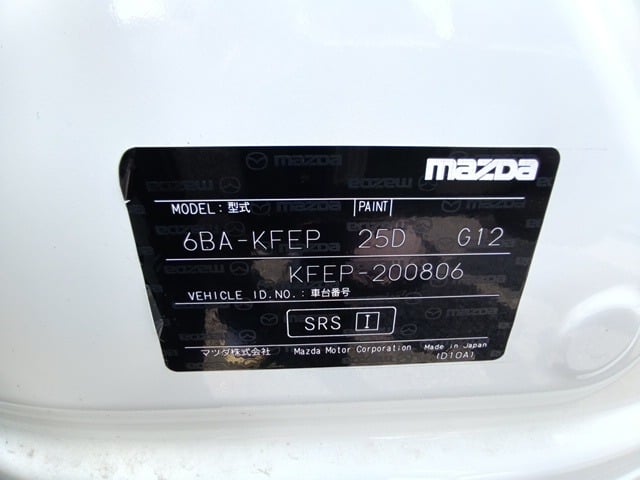 mazda
MODEL : 型式 PAINT
6BA-KFEP 25D G12
KFEP-200806
VEHICLE ID.NO. : 車台番号
SRS I
マツダ株式会社 Mazda Motor Corporation Made in Japan
(D10A)